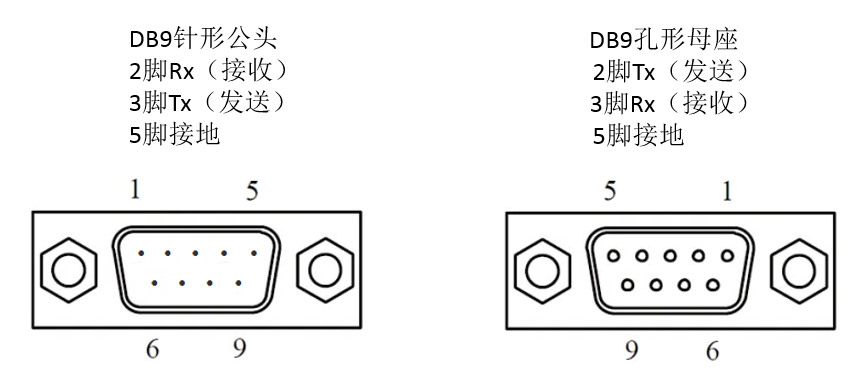 DB9针形公头
2脚Rx（接收）
3脚Tx（发送）
5脚接地
1 5
6 9
DB9孔形母座
2脚Tx（发送）
3脚Rx（接收）
5脚接地
5 1
9 6